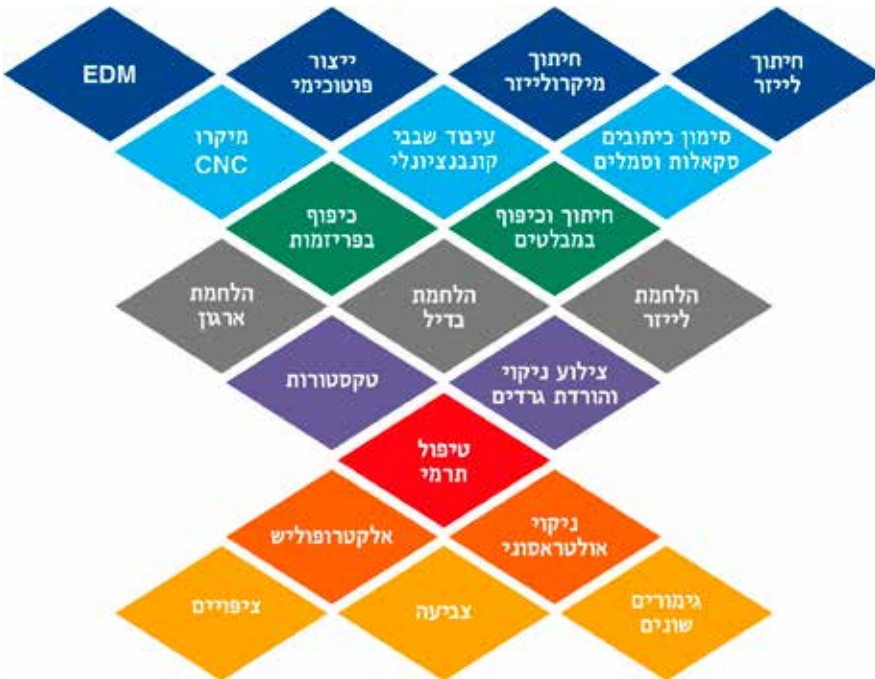 חיתוך
לייזר
חיתוך
מיקרולייזר
ייצור
פוטוכימי
EDM
סימון כיתובים
סקאלות וסמלים
עיבוד שבבי
קונבנציונלי
מיקרו
CNC
חיתוך וכיפוף
במבלטים
כיפוף
בפריזמות
הלחמת
לייזר
הלחמת
בדיל
הלחמת
ארגון
צילוע ניקוי
והורדת גרדים
טקסטורות
טיפול
תרמי
ניקוי
אולטראסוני
אלקטרופוליש
גימורים
שונים
צביעה
ציפויים